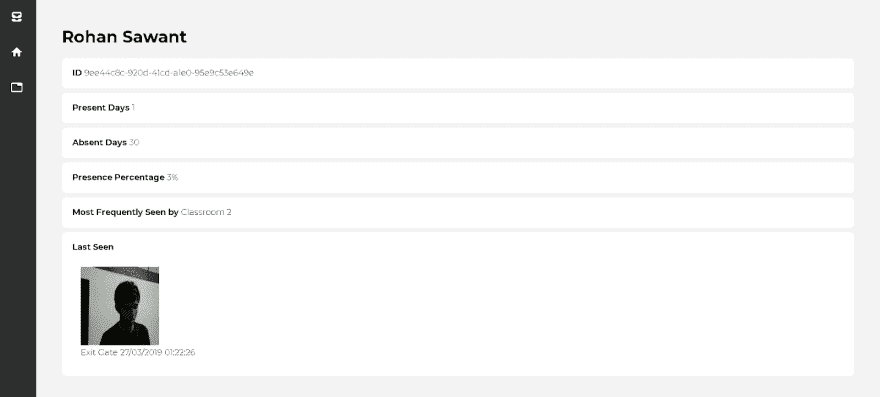 Rohan Sawant
ID 9ee44c8c-920d-41cd-a1e0-95e9c53e649e
Present Days 1
Absent Days 30
Presence Percentage 3%
Most Frequently Seen by Classroom 2
Last Seen
Exit Gate 27/03/2019 01:22:26